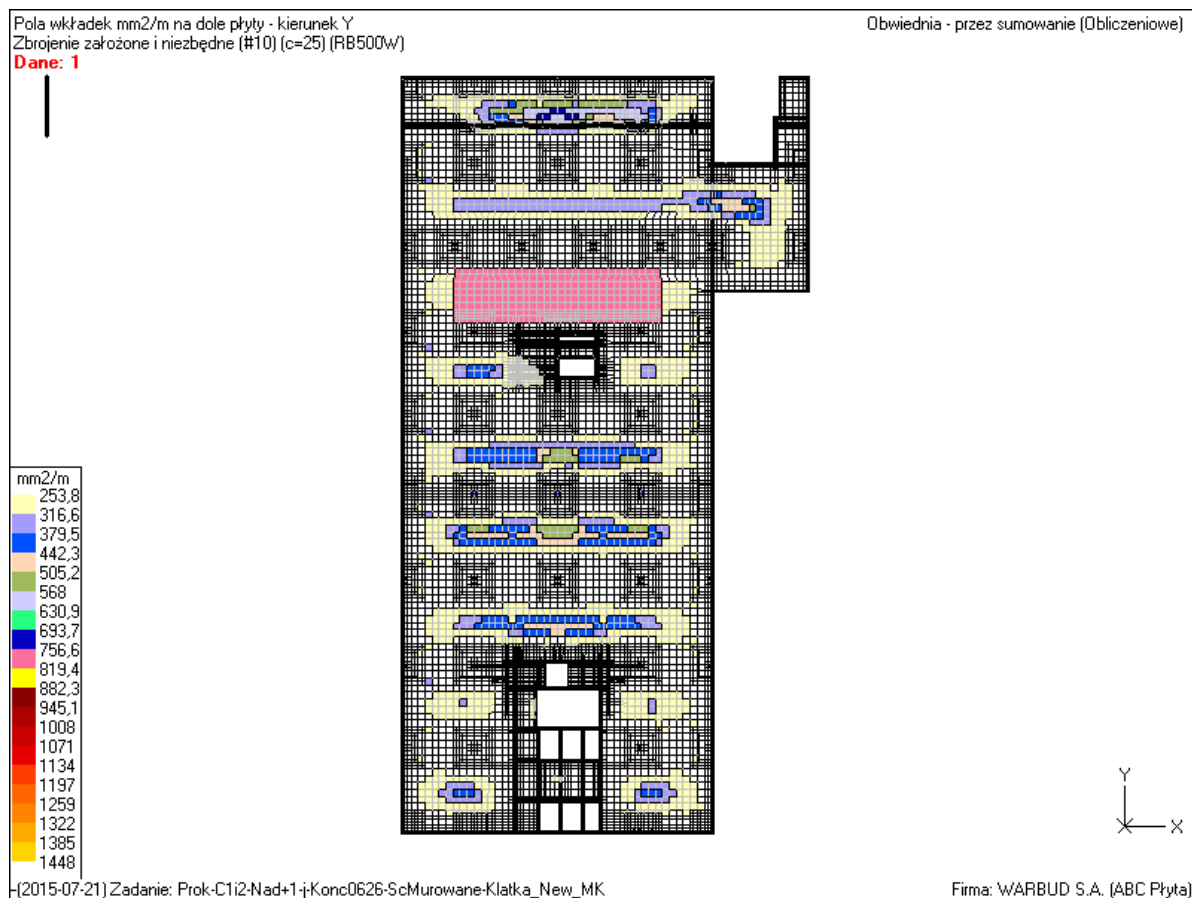 Pola wkładek mm2/m na dole płyty - kierunek Y
Obwiednia - przez sumowanie (Obliczeniowe)
Zbrojenie założone i niezbędne (#10) (c=25) (RB500W)
Dane: 1
mm2/m
253,8
316,6
379,5
442,3
505,2
568
630,9
693,7
756,6
819,4
882,3
945,1
1008
1071
1134
1197
1259
1322
1385
1448
Y
X
-(2015-07-21) Zadanie: Prok-C1i2-Nad+1-j-Konc0626-ScMurowane-Klatka_New_MK
Firma: WARBUD S.A. (ABC Płyta)